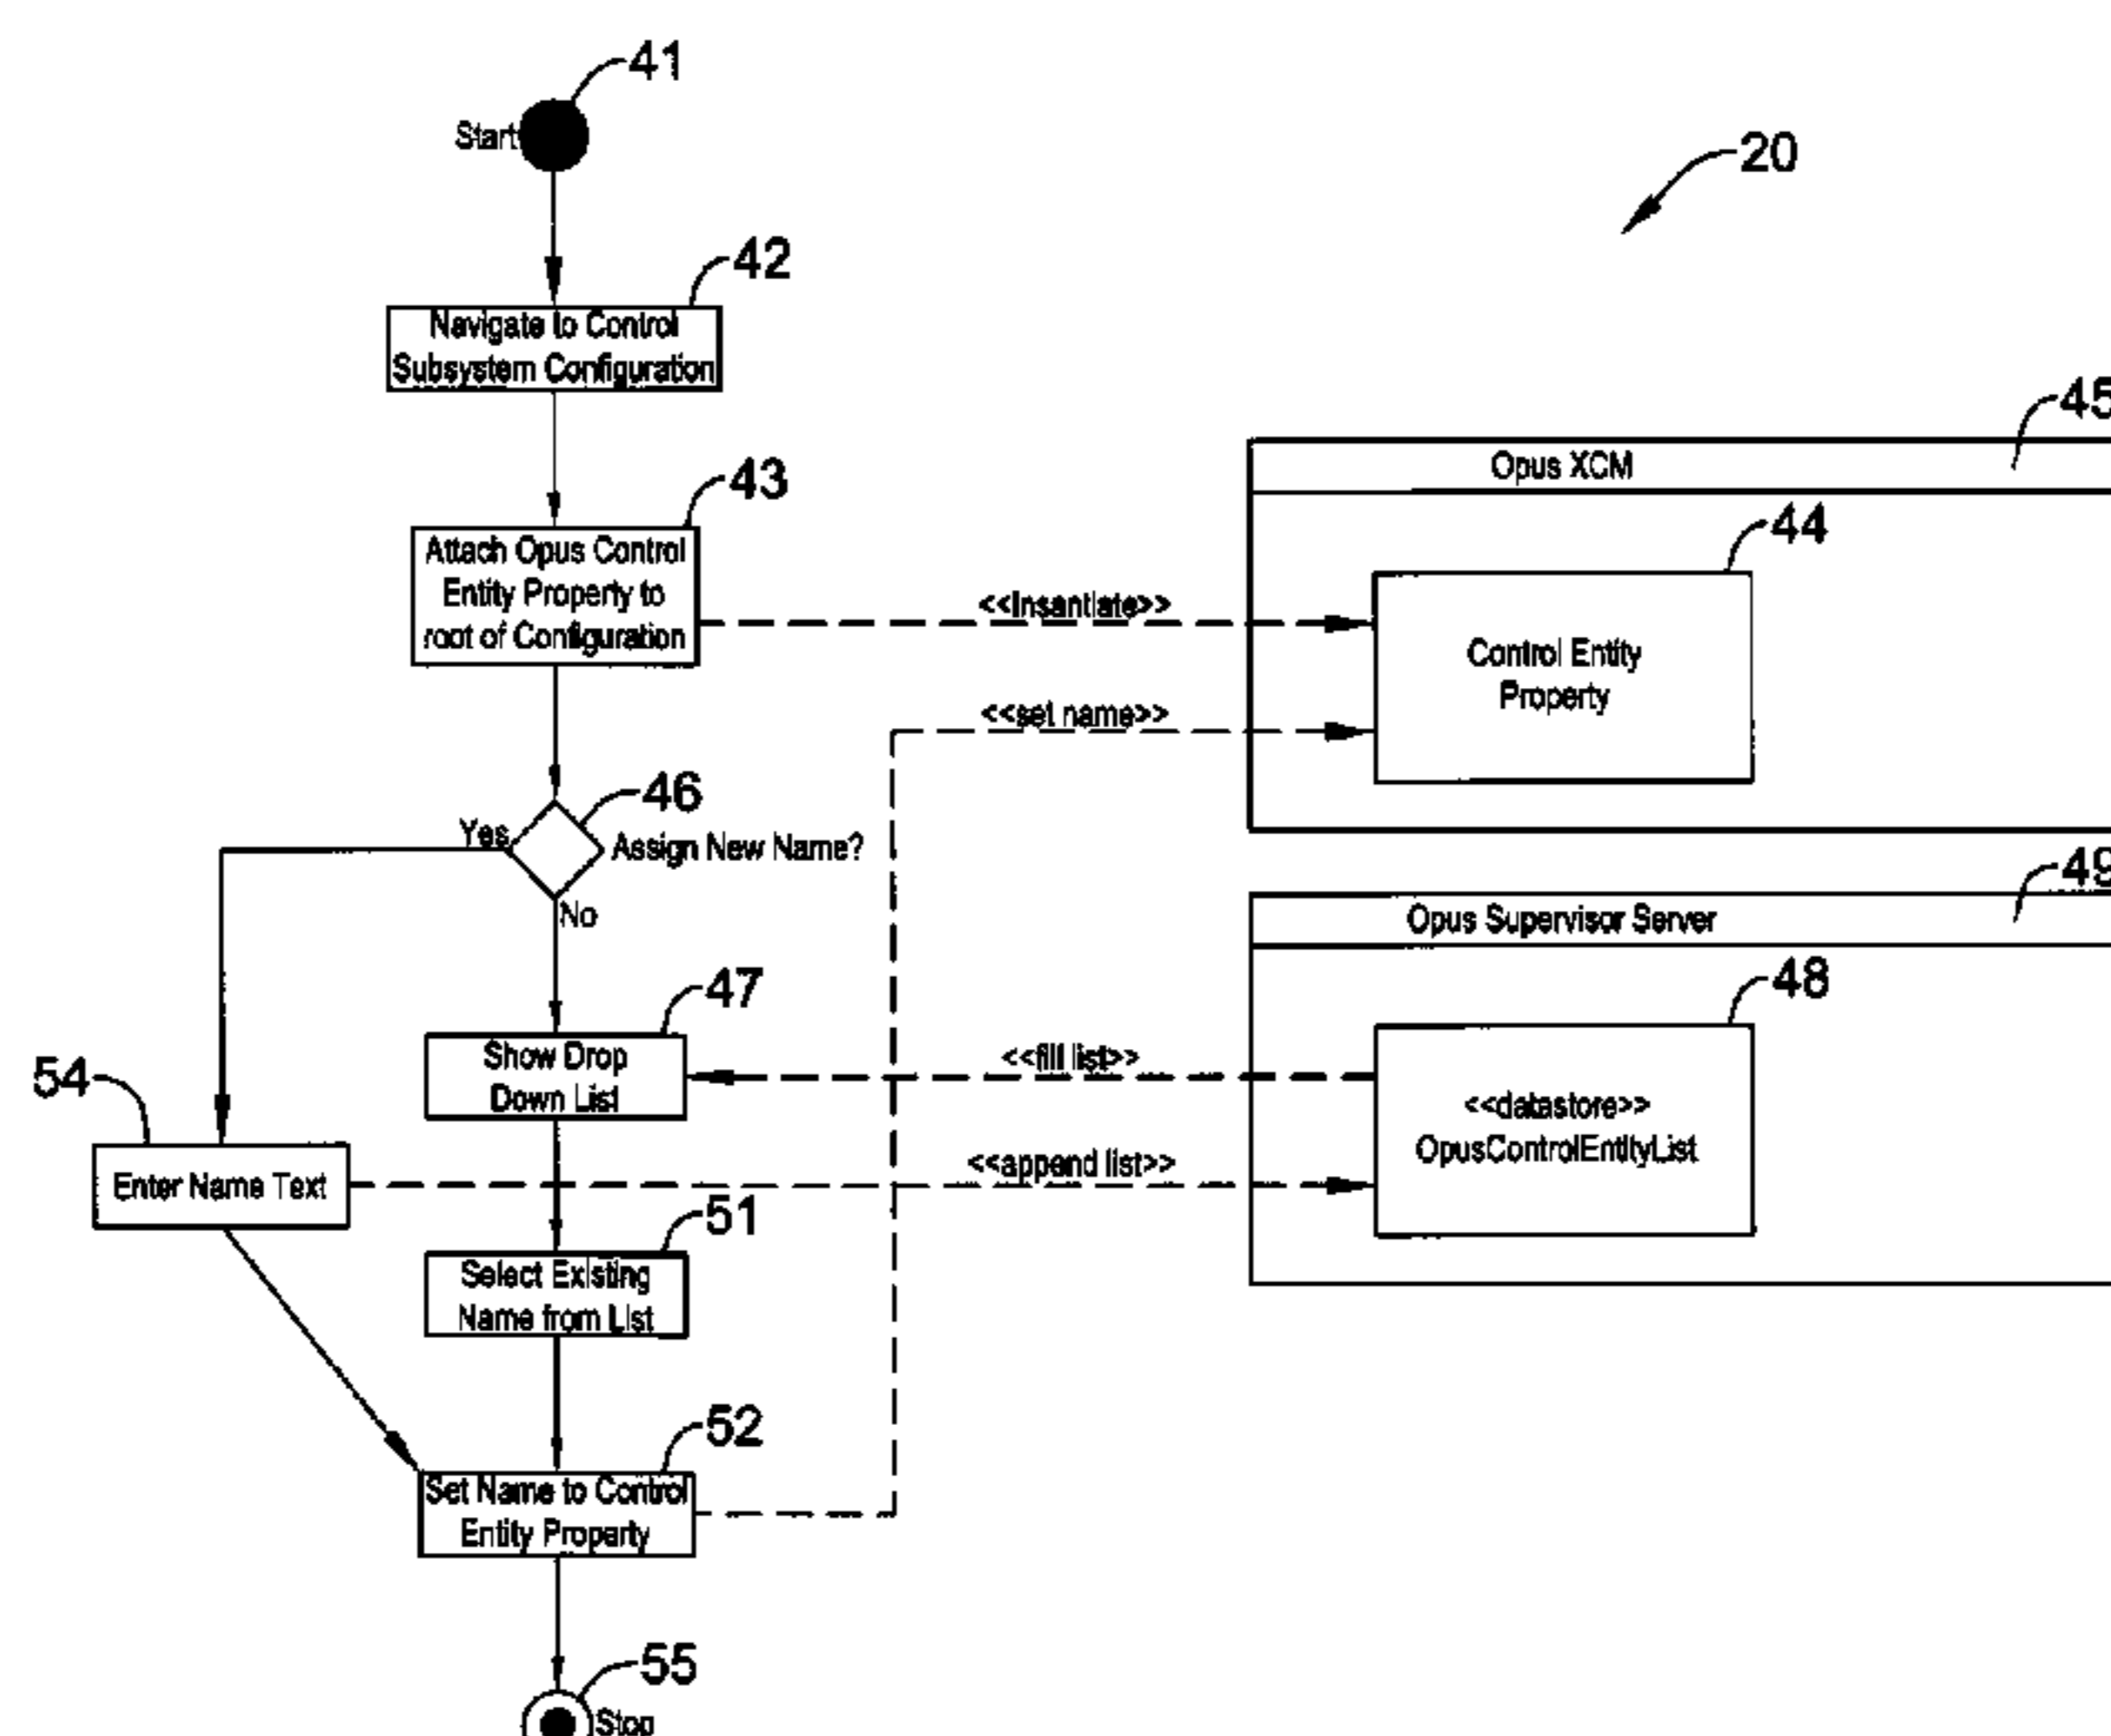 41
Start
20
42
Navigate to Control
Subsystem Configuration
45
Opus XCM
43
Attach Opus Control
Entity Property to
root of Configuration
<<Insantiate>>
44
Control Entity
Property
<<set name>>
46
Yes
Assign New Name?
No
49
Opus Supervisor Server
47
Show Drop
Down List
<<fill list>>
48
<<datastore>>
OpusControlEntityList
54
Enter Name Text
<<append list>>
51
Select Existing
Name from List
52
Set Name to Control
Entity Property
55
Stop